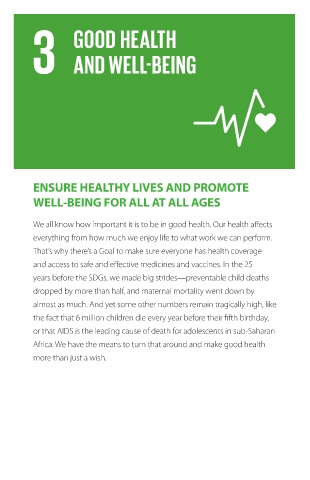 3 GOOD HEALTH
AND WELL-BEING
ENSURE HEALTHY LIVES AND PROMOTE
WELL-BEING FOR ALL AT ALL AGES
We all know how important it is to be in good health. Our health affects
everything from how much we enjoy life to what work we can perform.
That's why there's a Goal to make sure everyone has health coverage
and access to safe and effective medicines and vaccines. In the 25
years before the SDGs, we made big strides—preventable child deaths
dropped by more than half, and maternal mortality went down by
almost as much. And yet some other numbers remain tragically high, like
the fact that 6 million children die every year before their fifth birthday,
or that AIDS is the leading cause of death for adolescents in sub-Saharan
Africa. We have the means to turn that around and make good health
more than just a wish.